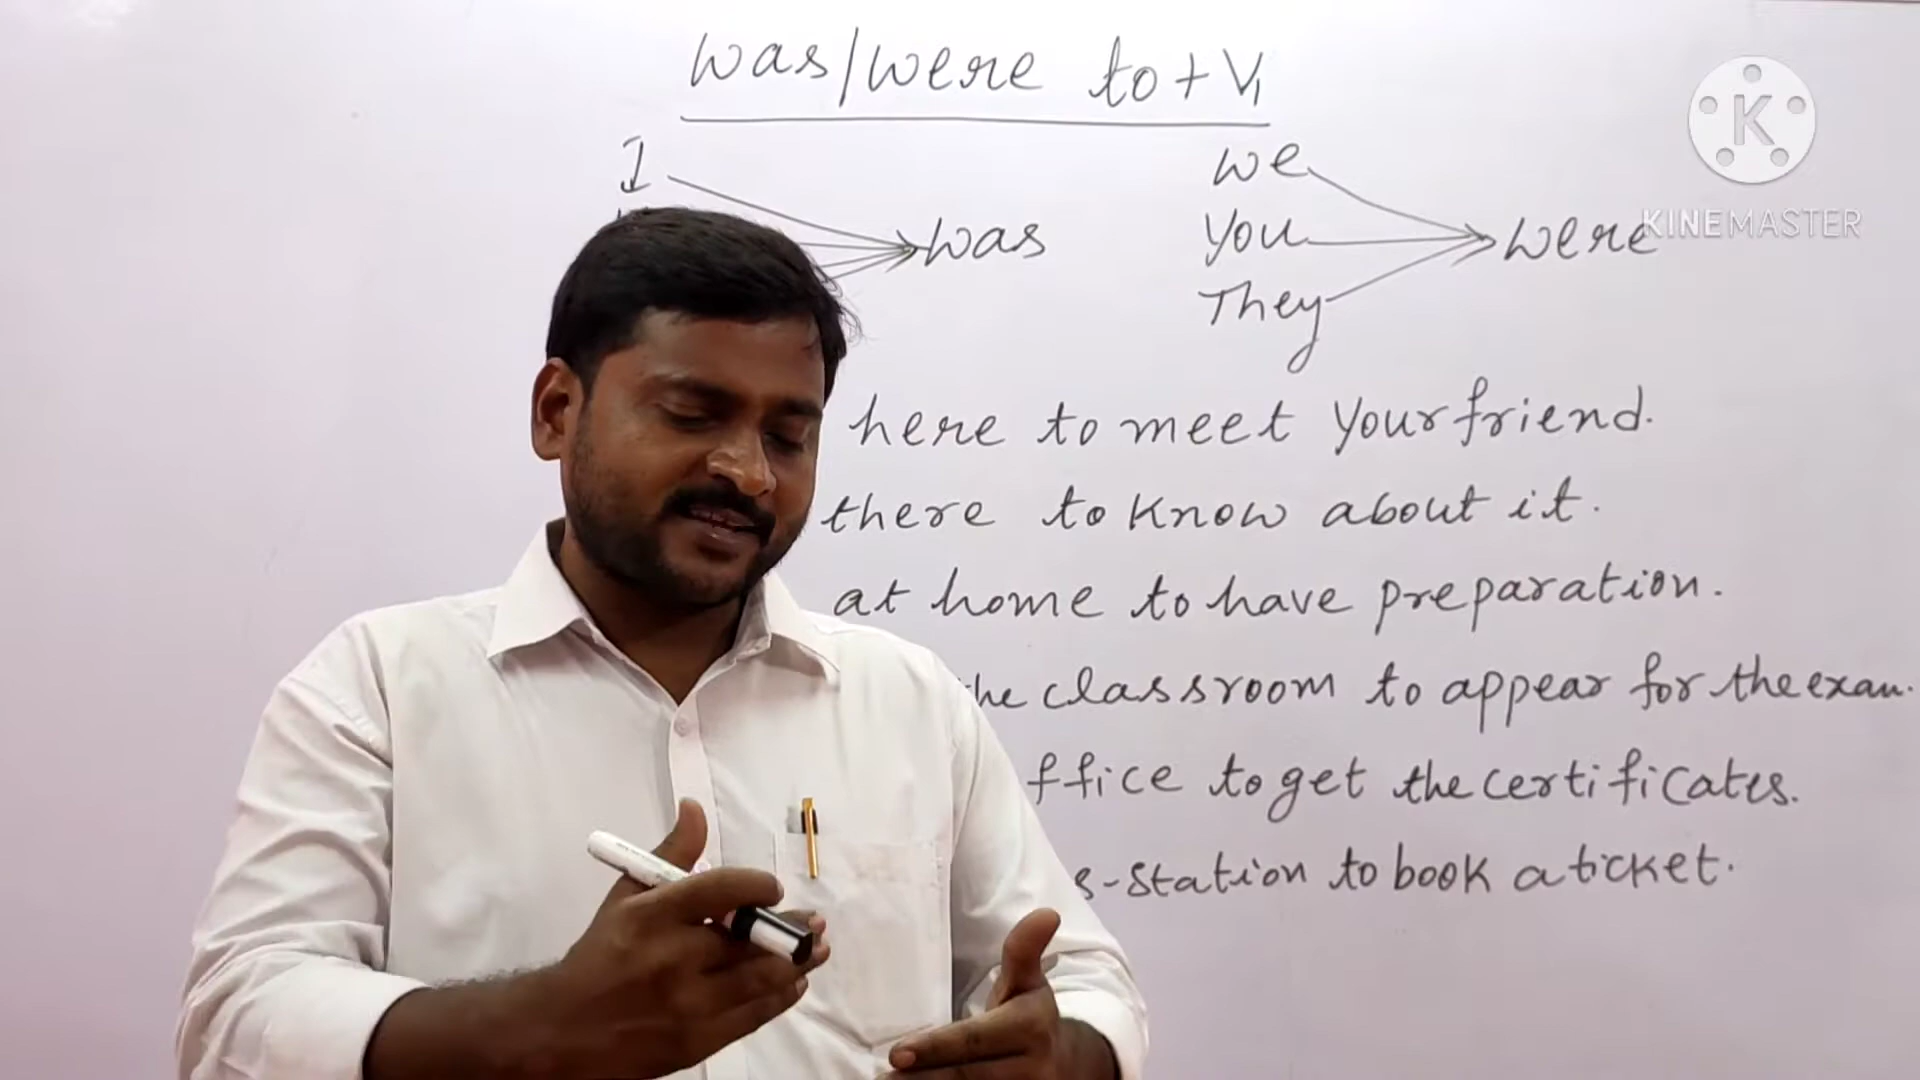 was/were to + V1
I
was
we
You
They
were
K
KINEMASTER
here to meet your friend.
there to know about it.
at home to have preparation.
the classroom to appear for the exam.
ffice to get the certificates.
s-station to book a ticket.